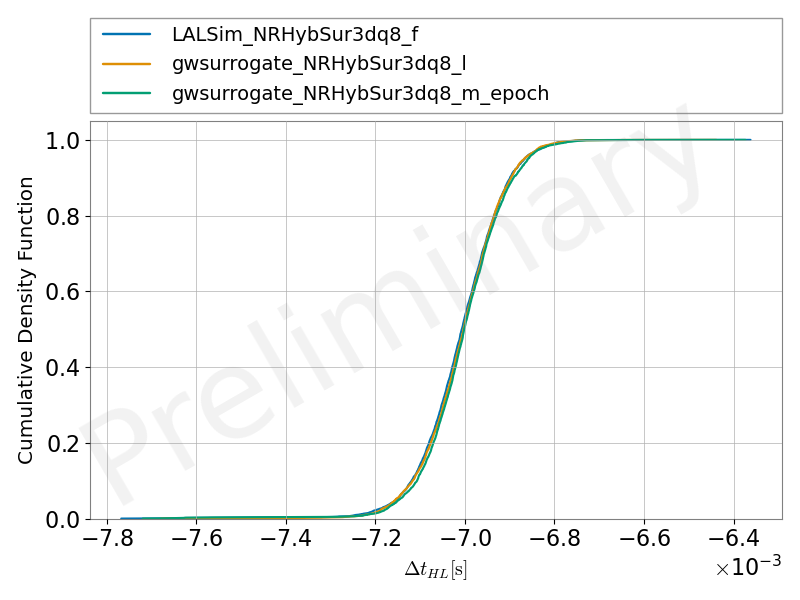 LALSim_NRHybSur3dq8_f
gwsurrogate_NRHybSur3dq8_l
gwsurrogate_NRHybSur3dq8_m_epoch
Preliminary
Cumulative Density Function
1.0
0.8
0.6
0.4
0.2
0.0
−7.8 −7.6 −7.4 −7.2 −7.0 −6.8 −6.6 −6.4
×10⁻³
Δt_HL[s]